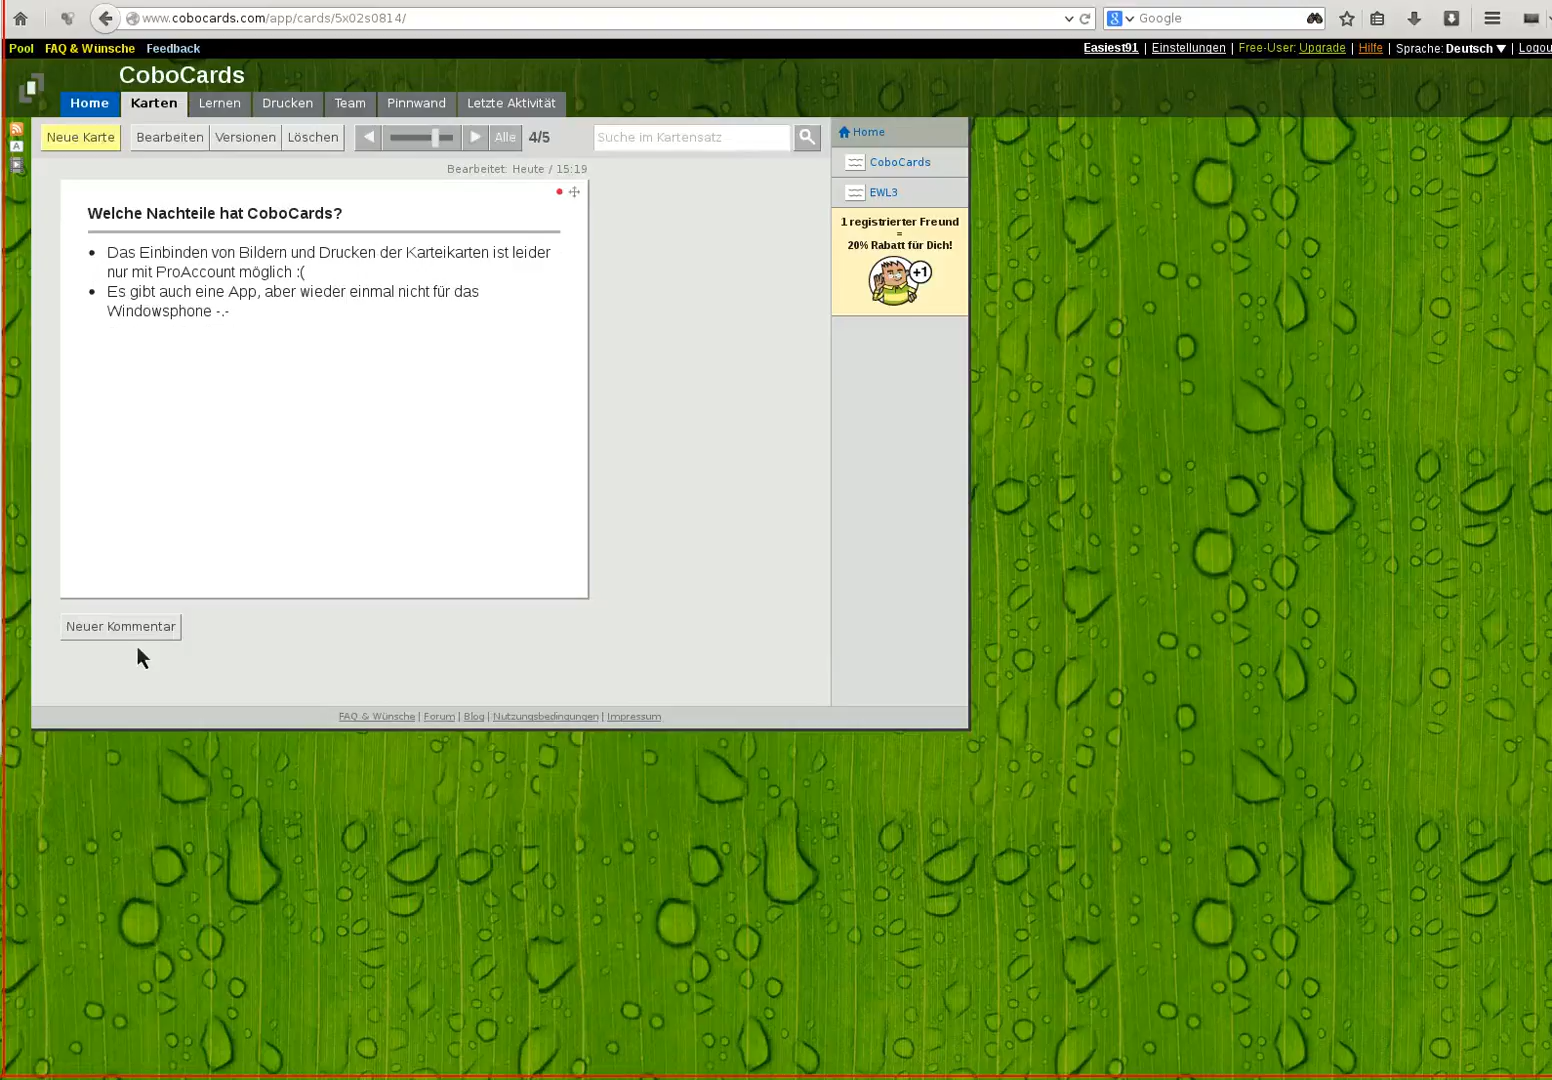 www.cobocards.com/app/cards/5x02s0814/
Google
Pool FAQ & Wünsche Feedback
Easiest91 | Einstellungen | Free-User: Upgrade | Hilfe | Sprache: Deutsch ▼ | Logou
CoboCards
Home Karten Lernen Drucken Team Pinnwand Letzte Aktivität
Neue Karte Bearbeiten Versionen Löschen Alle 4/5 Suche im Kartensatz
Home
CoboCards
EWL3
1 registrierter Freund
=
20% Rabatt für Dich!
+1
Bearbeitet: Heute / 15:19
Welche Nachteile hat CoboCards?
• Das Einbinden von Bildern und Drucken der Karteikarten ist leider
nur mit ProAccount möglich :(
• Es gibt auch eine App, aber wieder einmal nicht für das
Windowsphone -.-
Neuer Kommentar
FAQ & Wünsche | Forum | Blog | Nutzungsbedingungen | Impressum